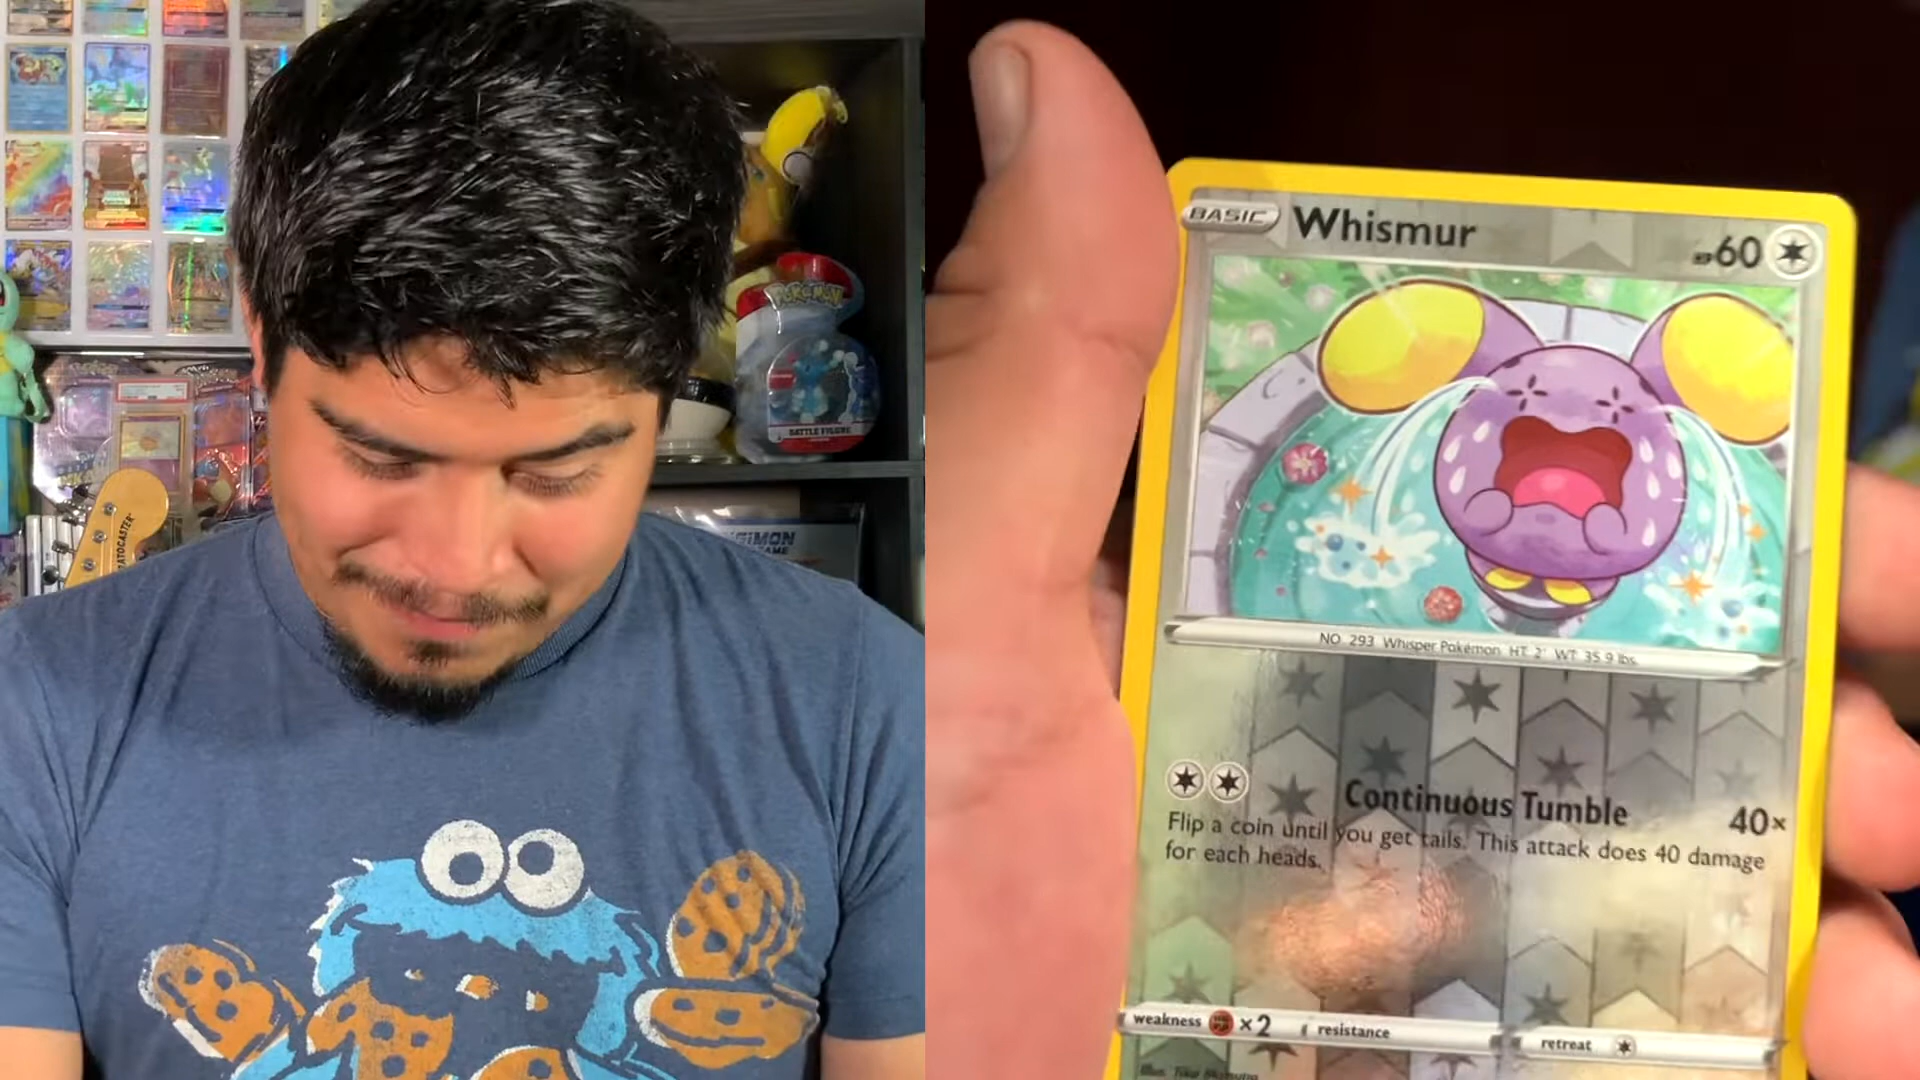 POKÉMON
BATTLE FIGURE
DIGIMON
BASIC Whismur 60
NO. 293 Whisper Pokémon HT 2' WT 35.9 lbs.
Continuous Tumble 40×
Flip a coin until you get tails. This attack does 40 damage
for each heads.
weakness ×2 resistance retreat